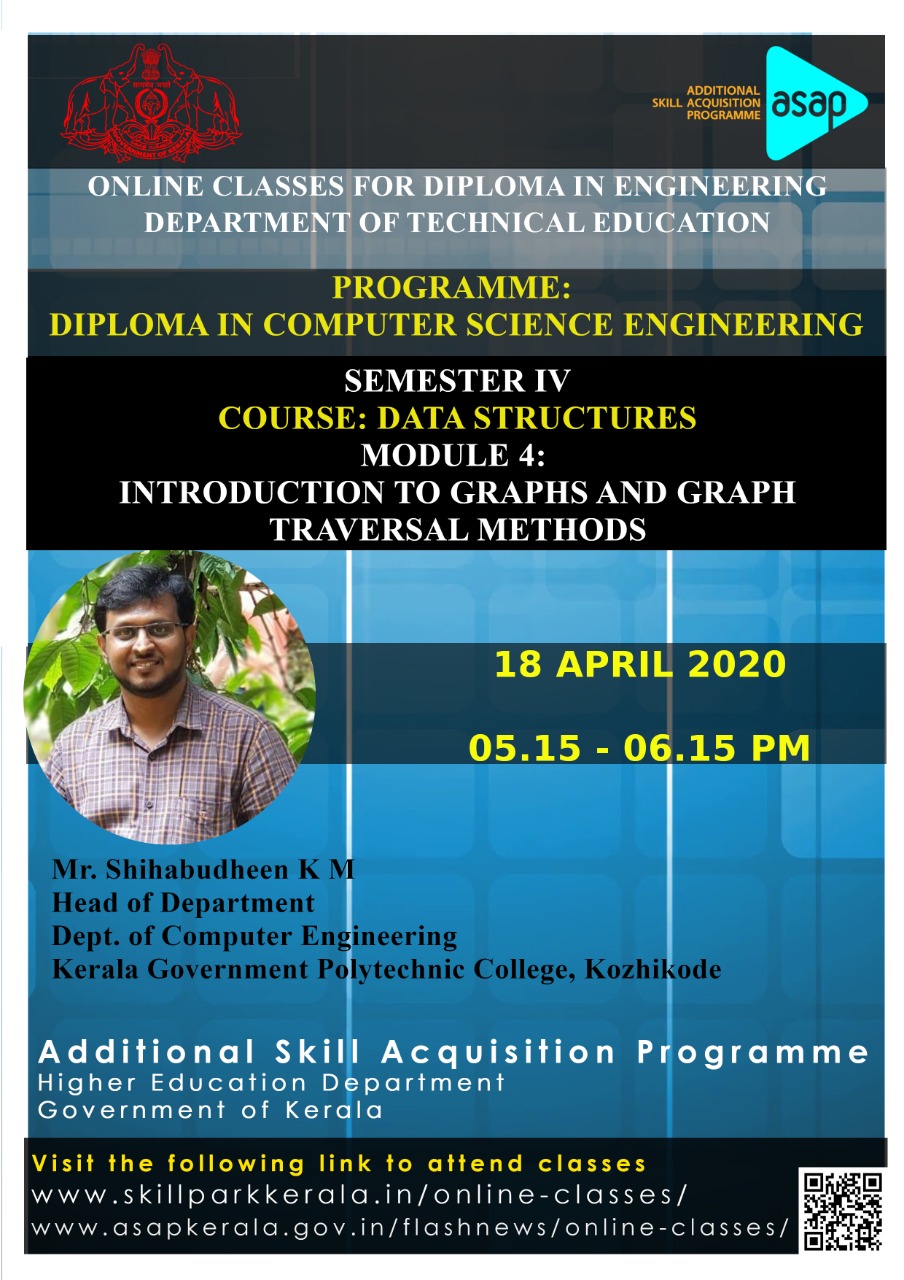 GOVERNMENT OF KERALA
ADDITIONAL
SKILL ACQUISITION
PROGRAMME
asap
ONLINE CLASSES FOR DIPLOMA IN ENGINEERING
DEPARTMENT OF TECHNICAL EDUCATION
PROGRAMME:
DIPLOMA IN COMPUTER SCIENCE ENGINEERING
SEMESTER IV
COURSE: DATA STRUCTURES
MODULE 4:
INTRODUCTION TO GRAPHS AND GRAPH
TRAVERSAL METHODS
18 APRIL 2020
05.15 - 06.15 PM
Mr. Shihabudheen K M
Head of Department
Dept. of Computer Engineering
Kerala Government Polytechnic College, Kozhikode
Additional Skill Acquisition Programme
Higher Education Department
Government of Kerala
Visit the following link to attend classes
www.skillparkkerala.in/online-classes/
www.asapkerala.gov.in/flashnews/online-classes/